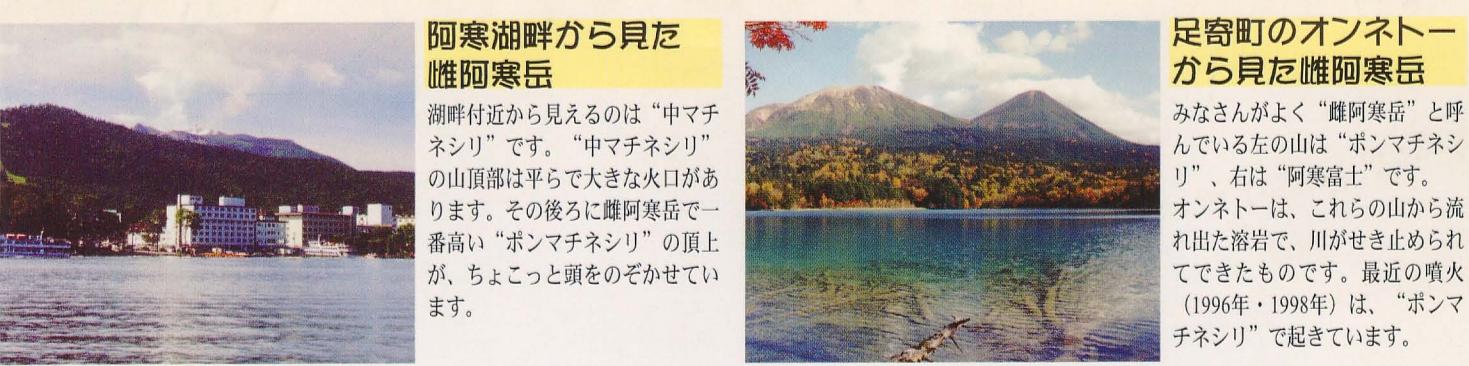 阿寒湖畔から見た
雌阿寒岳
湖畔付近から見えるのは“中マチ
ネシリ”です。“中マチネシリ”
の山頂部は平らで大きな火口があ
ります。その後ろに雌阿寒岳で一
番高い“ポンマチネシリ”の頂上
が、ちょこっと頭をのぞかせてい
ます。
足寄町のオンネトー
から見た雌阿寒岳
みなさんがよく“雌阿寒岳”と呼
んでいる左の山は“ポンマチネシ
リ”、右は“阿寒富士”です。
オンネトーは、これらの山から流
れ出た溶岩で、川がせき止められ
てできたものです。最近の噴火
（1996年・1998年）は、“ポンマ
チネシリ”で起きています。